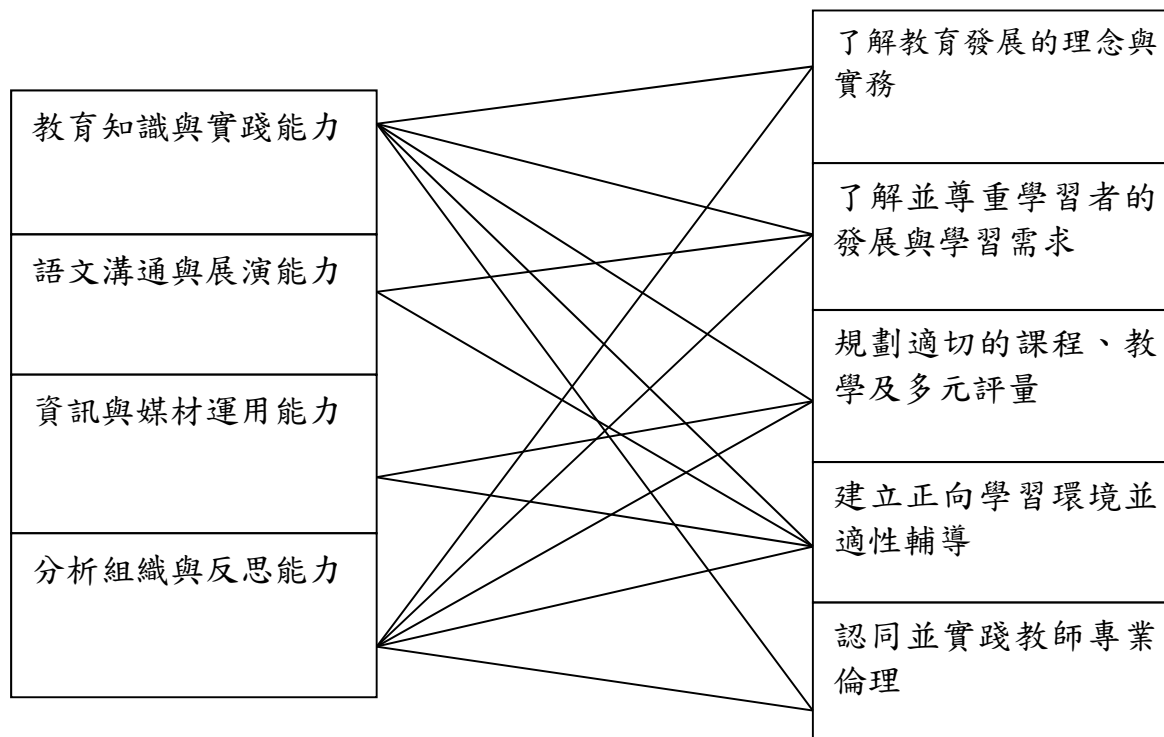 教育知識與實踐能力
語文溝通與展演能力
資訊與媒材運用能力
分析組織與反思能力
了解教育發展的理念與
實務
了解並尊重學習者的
發展與學習需求
規劃適切的課程、教
學及多元評量
建立正向學習環境並
適性輔導
認同並實踐教師專業
倫理